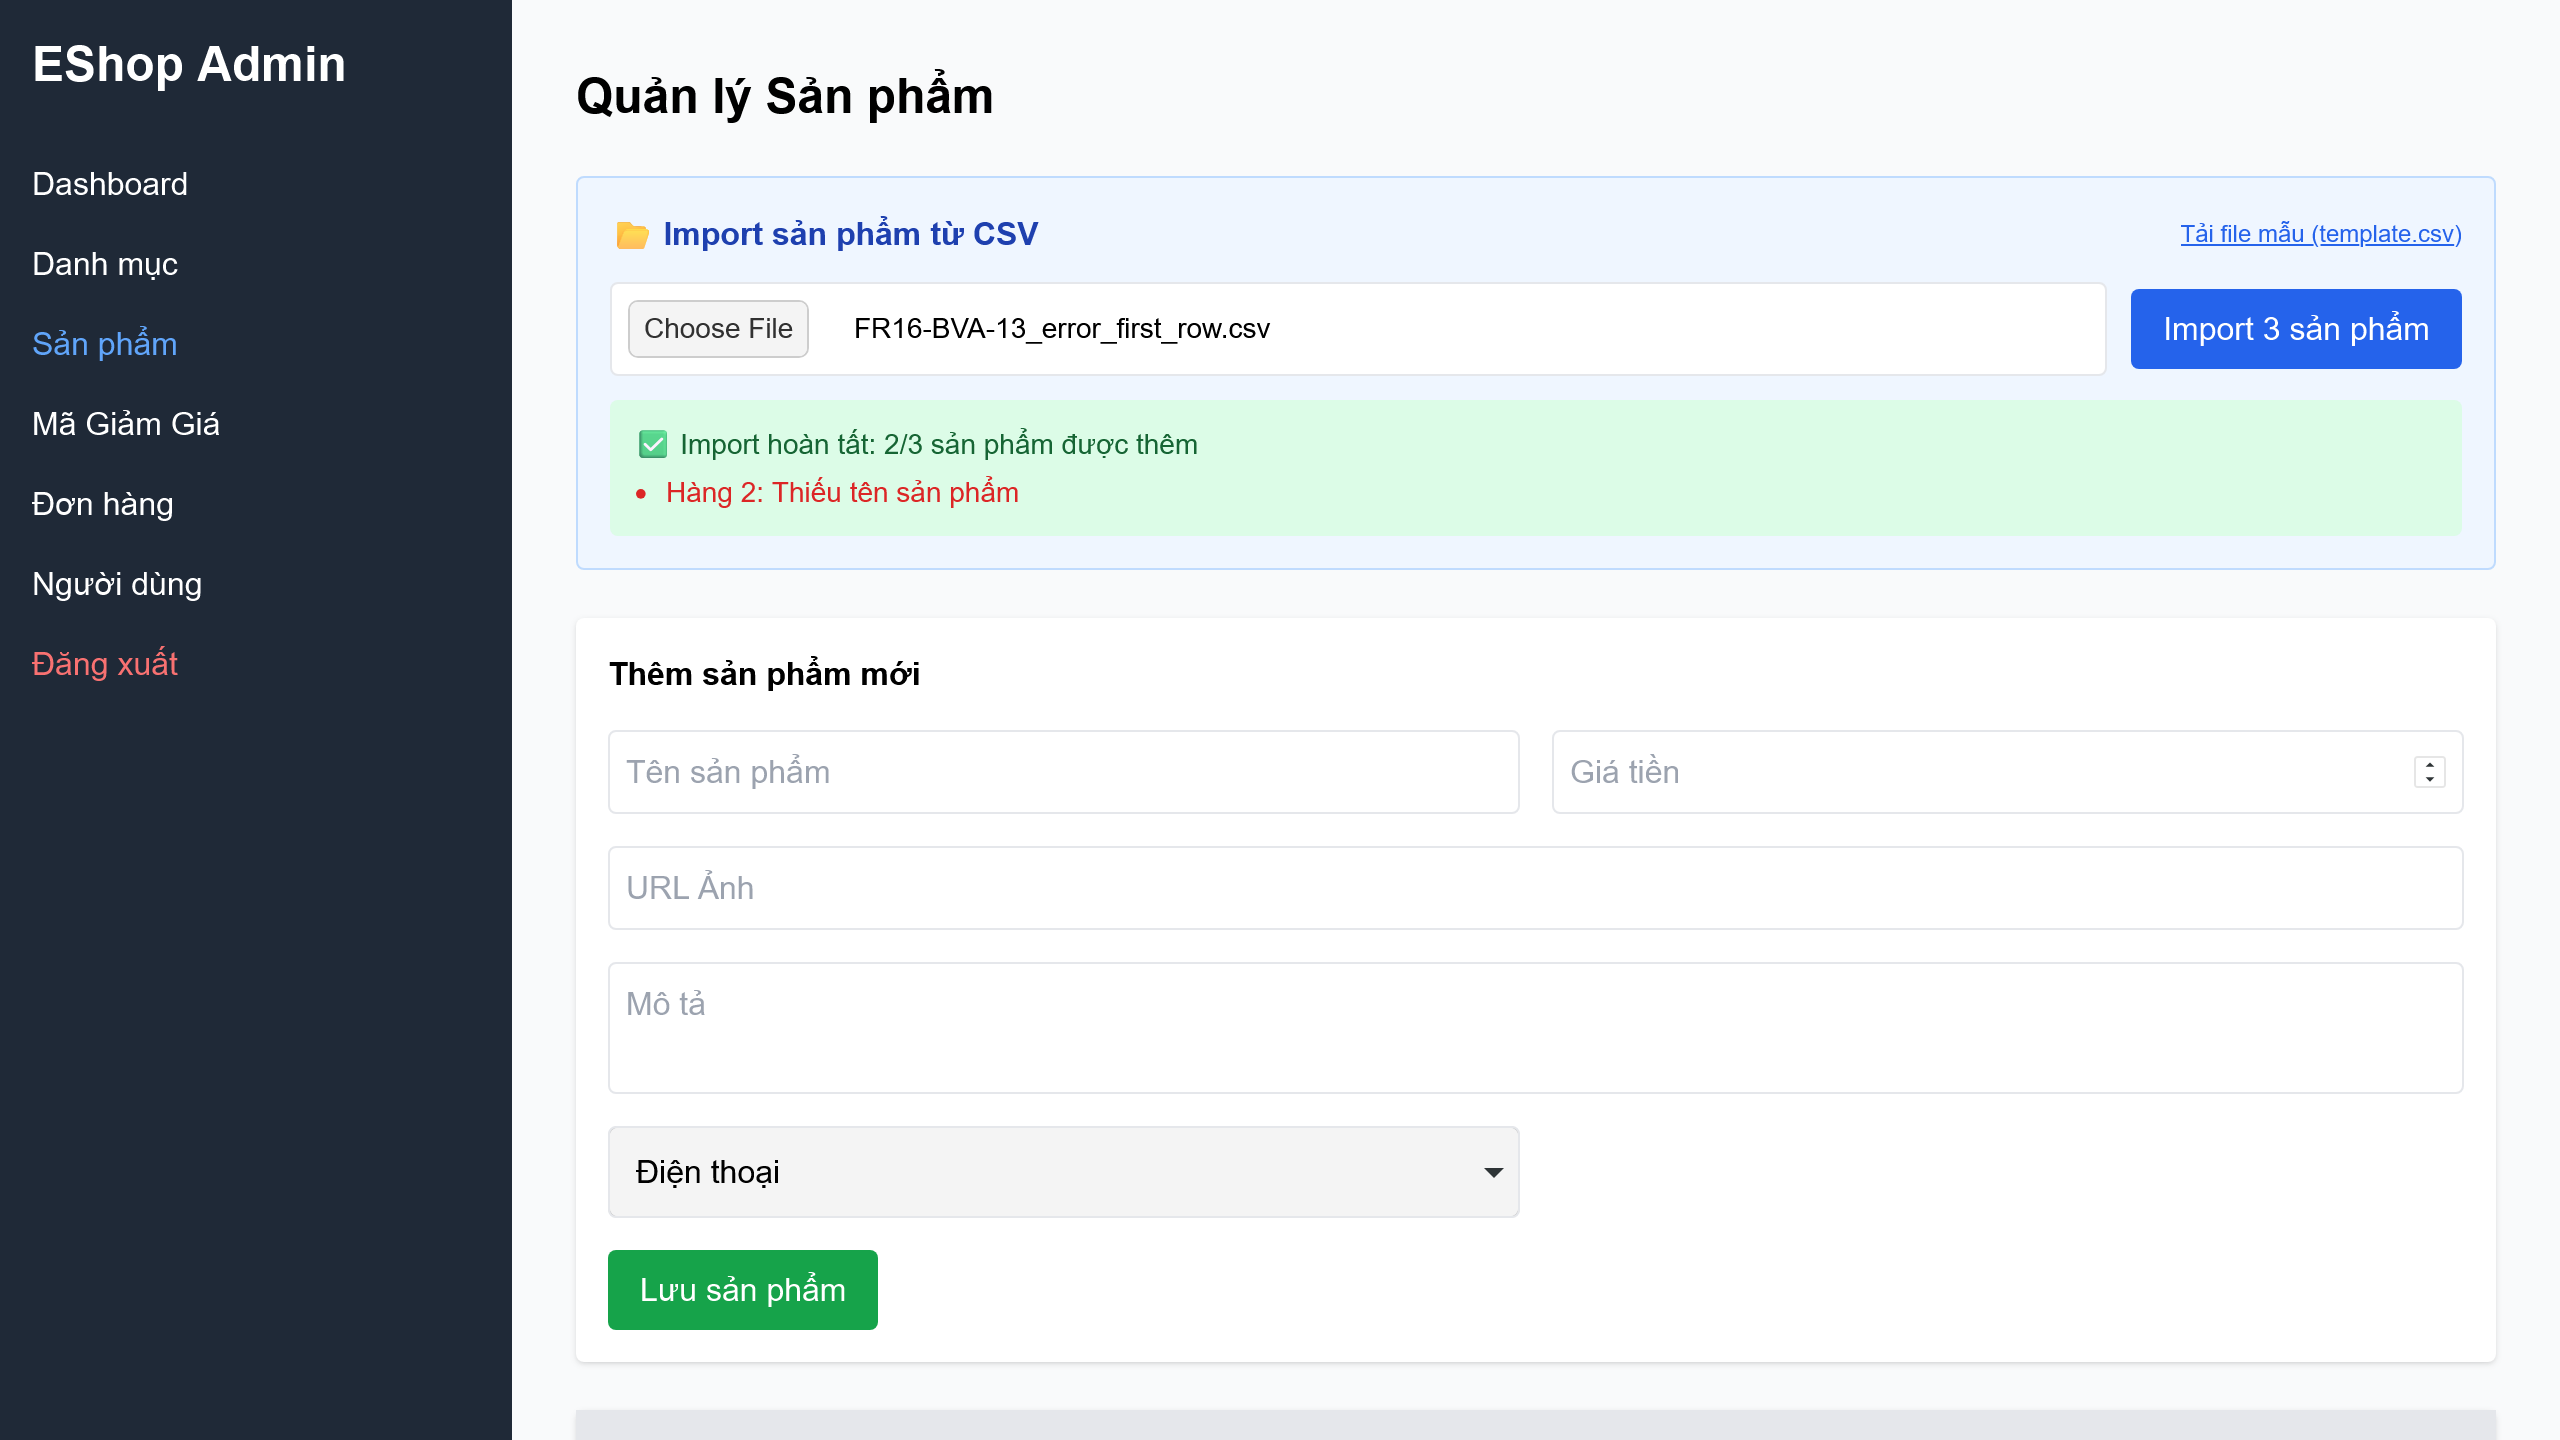 EShop Admin
Dashboard
Danh mục
Sản phẩm
Mã Giảm Giá
Đơn hàng
Người dùng
Đăng xuất
Quản lý Sản phẩm
Import sản phẩm từ CSV
Tải file mẫu (template.csv)
Choose File
FR16-BVA-13_error_first_row.csv
Import 3 sản phẩm
Import hoàn tất: 2/3 sản phẩm được thêm
Hàng 2: Thiếu tên sản phẩm
Thêm sản phẩm mới
Tên sản phẩm
Giá tiền
URL Ảnh
Mô tả
Điện thoại
Lưu sản phẩm